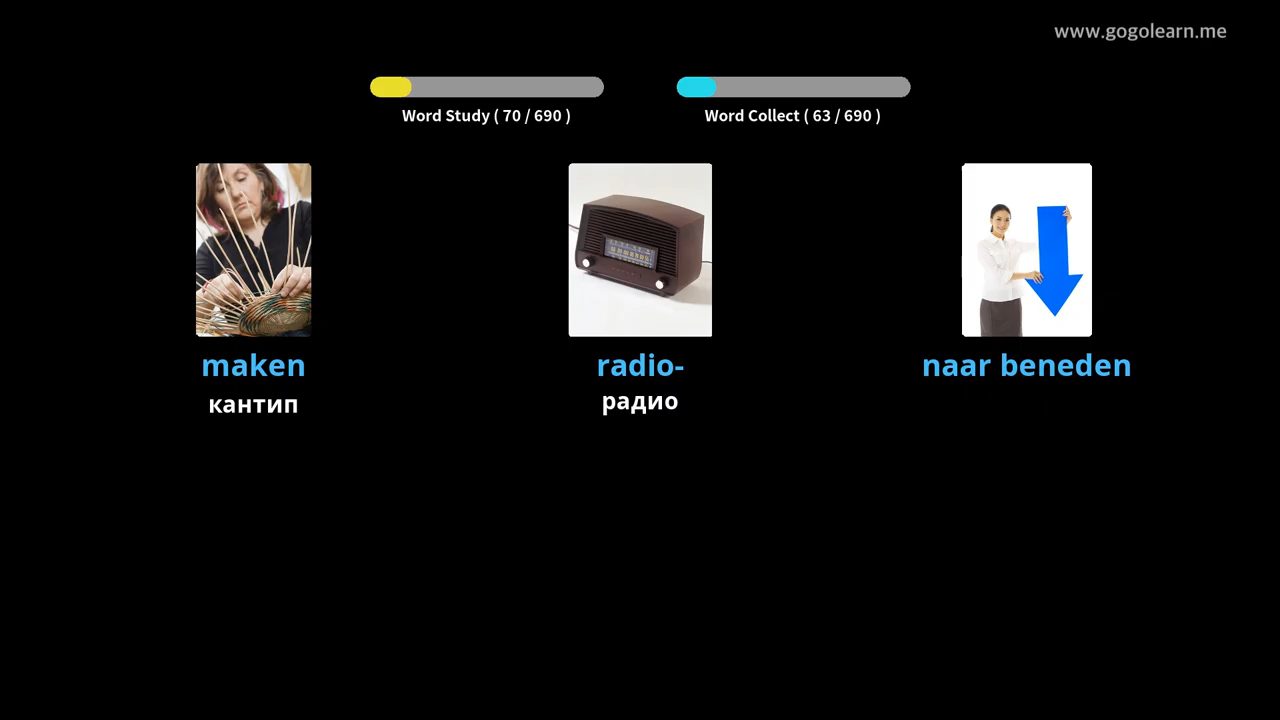 www.gogolearn.me
Word Study ( 70 / 690 )
Word Collect ( 63 / 690 )
maken
radio-
naar beneden
кантип
радио